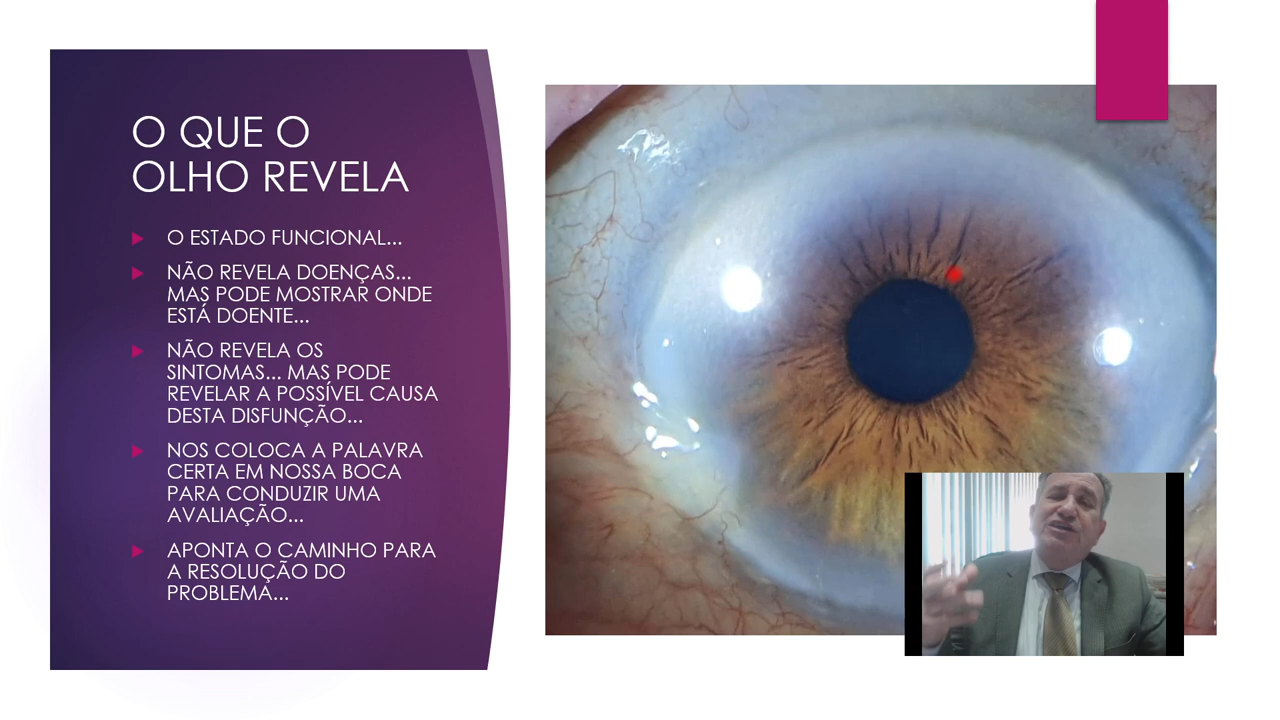 O QUE O
OLHO REVELA
O ESTADO FUNCIONAL...
NÃO REVELA DOENÇAS...
MAS PODE MOSTRAR ONDE
ESTÁ DOENTE...
NÃO REVELA OS
SINTOMAS... MAS PODE
REVELAR A POSSÍVEL CAUSA
DESTA DISFUNÇÃO...
NOS COLOCA A PALAVRA
CERTA EM NOSSA BOCA
PARA CONDUZIR UMA
AVALIAÇÃO...
APONTA O CAMINHO PARA
A RESOLUÇÃO DO
PROBLEMA...